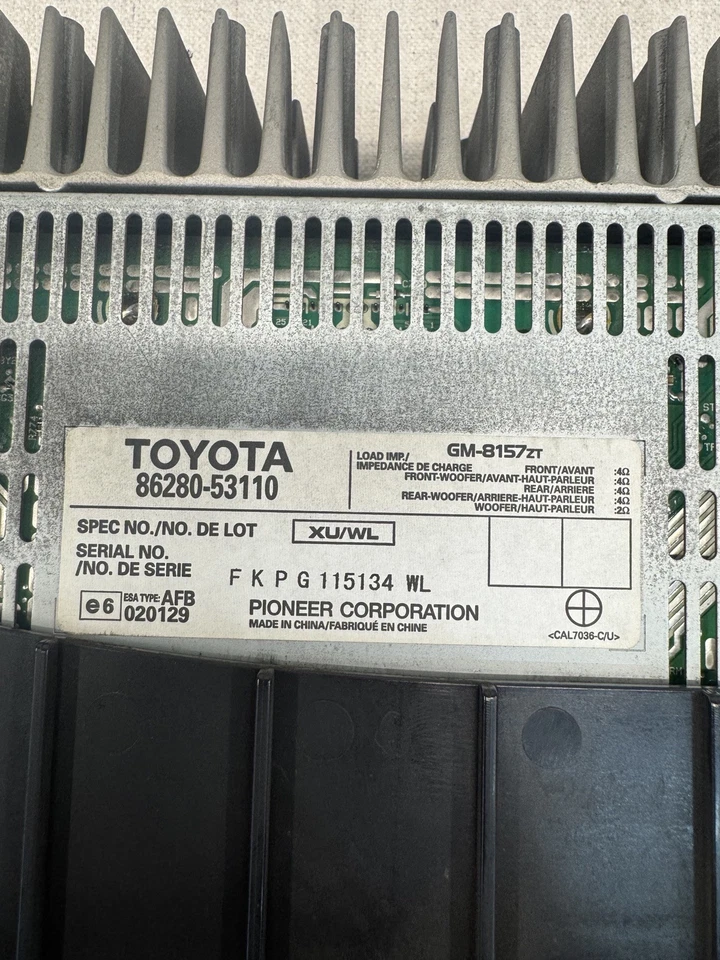 TOYOTA
86280-53110
LOAD IMP./
IMPEDANCE DE CHARGE
GM-8157ZT
FRONT/AVANT :4Ω
FRONT-WOOFER/AVANT-HAUT-PARLEUR :4Ω
REAR/ARRIERE :4Ω
REAR-WOOFER/ARRIERE-HAUT-PARLEUR :4Ω
WOOFER/HAUT-PARLEUR :2Ω
SPEC NO./NO. DE LOT XU/WL
SERIAL NO.
/NO. DE SERIE FKPG115134 WL
e6 ESA TYPE: AFB
020129
PIONEER CORPORATION
MADE IN CHINA/FABRIQUÉ EN CHINE
<CAL7036-C/U>